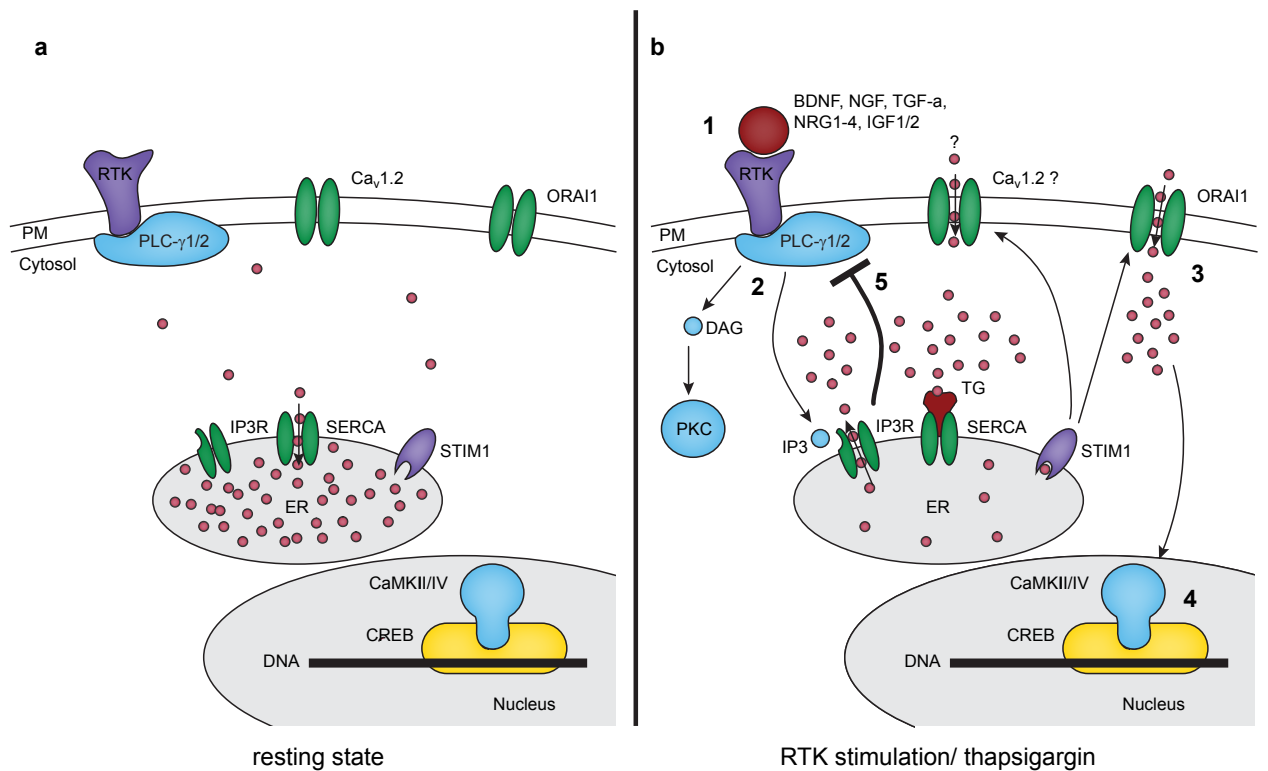 a
RTK
PLC-γ1/2
Cav1.2
ORAI1
PM
Cytosol
IP3R
SERCA
STIM1
ER
CaMKII/IV
CREB
DNA
Nucleus
resting state
b
1
BDNF, NGF, TGF-a,
NRG1-4, IGF1/2
RTK
?
Cav1.2 ?
ORAI1
PM
PLC-γ1/2
Cytosol
2
5
3
DAG
TG
PKC
IP3
IP3R
SERCA
STIM1
ER
CaMKII/IV
4
CREB
DNA
Nucleus
RTK stimulation/ thapsigargin